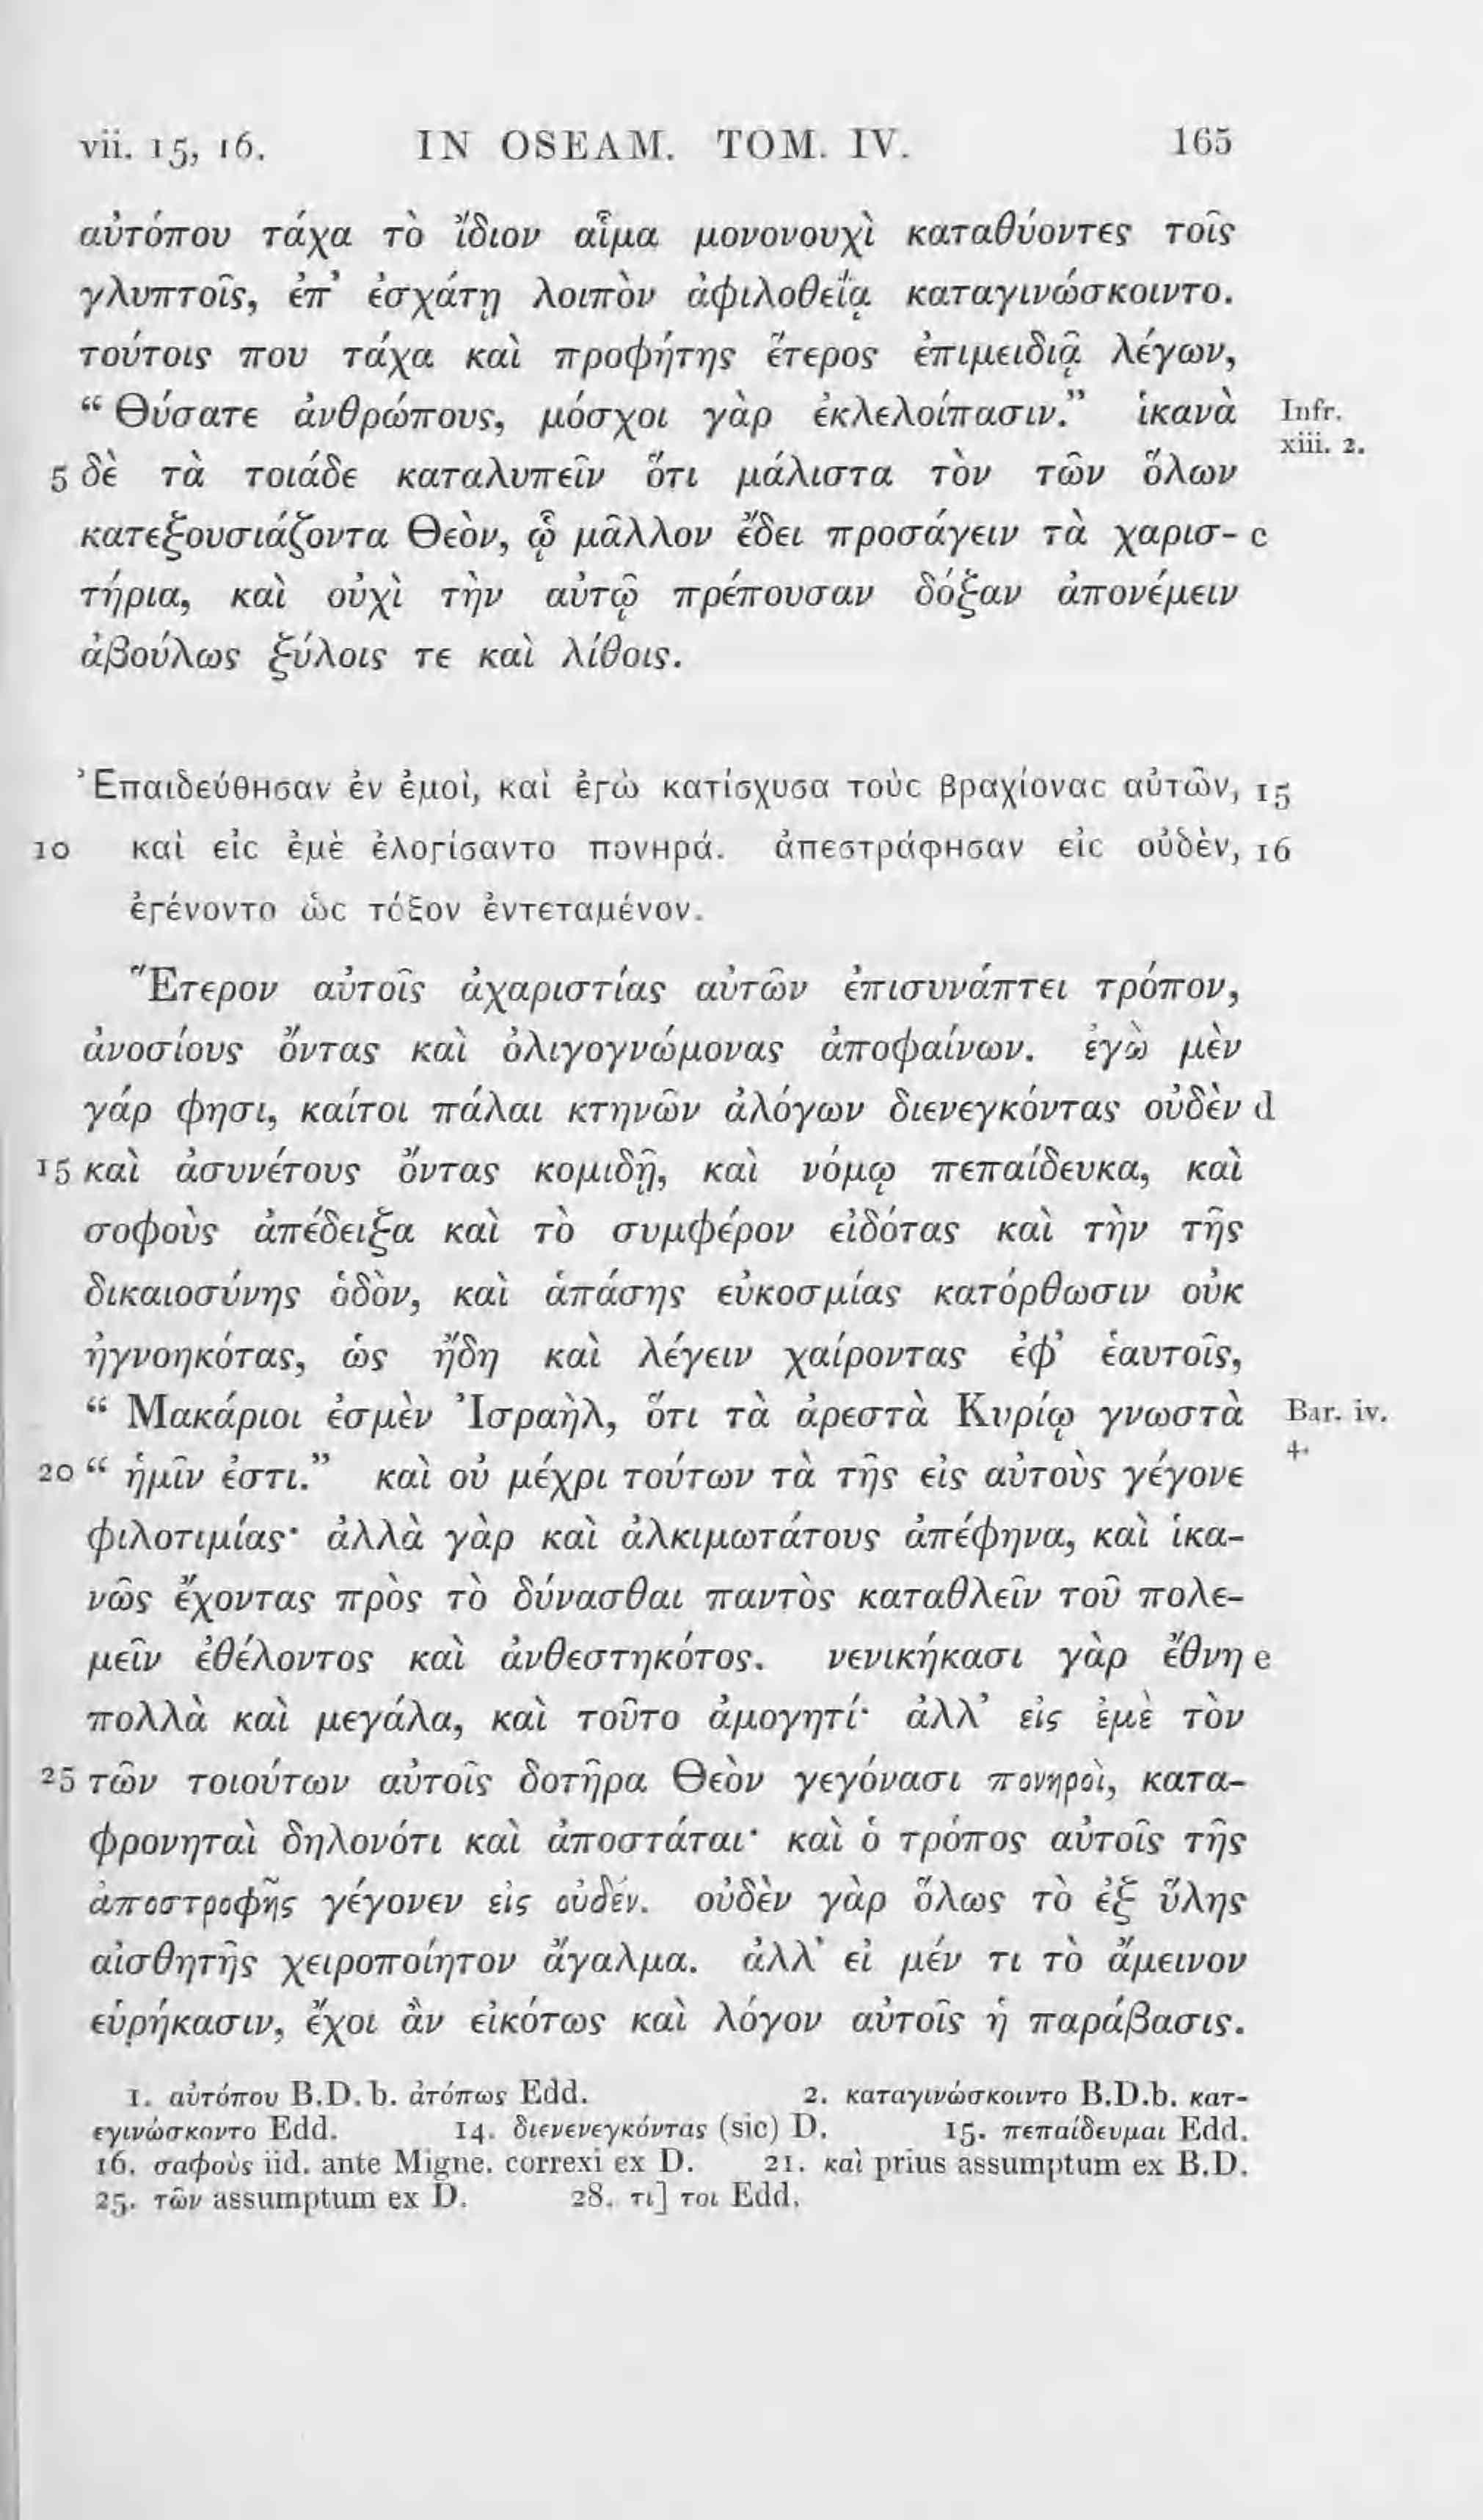 vii. 15, 16. IN OSEAM. TOM. IV. 165
αὐτόπου τάχα τὸ ἴδιον αἷμα μονονουχὶ καταθύοντες τοῖς
γλυπτοῖς, ἐπ’ ἐσχάτῃ λοιπὸν ἀφιλοθεΐᾳ καταγινώσκοιντο.
τούτοις που τάχα καὶ προφήτης ἕτερος ἐπιμειδιᾷ λέγων,
“ Θύσατε ἀνθρώπους, μόσχοι γὰρ ἐκλελοίπασιν.” ἱκανὰ Infr. xiii. 2.
5 δὲ τὰ τοιάδε καταλυπεῖν ὅτι μάλιστα τὸν τῶν ὅλων
κατεξουσιάζοντα Θεὸν, ᾧ μᾶλλον ἔδει προσάγειν τὰ χαρισ- c
τήρια, καὶ οὐχὶ τὴν αὐτῷ πρέπουσαν δόξαν ἀπονέμειν
ἀβούλως ξύλοις τε καὶ λίθοις.
Ἐπαιδεύθησαν ἐν ἐμοὶ, καὶ ἐγὼ κατίσχυσα τοὺς βραχίονας αὐτῶν, 15
10 καὶ εἰς ἐμὲ ἐλογίσαντο πονηρά. ἀπεστράφησαν εἰς οὐδὲν, 16
ἐγένοντο ὡς τόξον ἐντεταμένον.
Ἕτερον αὐτοῖς ἀχαριστίας αὐτῶν ἐπισυνάπτει τρόπον,
ἀνοσίους ὄντας καὶ ὀλιγογνώμονας ἀποφαίνων. ἐγὼ μὲν
γάρ φησι, καίτοι πάλαι κτηνῶν ἀλόγων διενεγκόντας οὐδὲν d
15 καὶ ἀσυνέτους ὄντας κομιδῇ, καὶ νόμῳ πεπαίδευκα, καὶ
σοφοὺς ἀπέδειξα καὶ τὸ συμφέρον εἰδότας καὶ τὴν τῆς
δικαιοσύνης ὁδὸν, καὶ ἁπάσης εὐκοσμίας κατόρθωσιν οὐκ
ἠγνοηκότας, ὡς ἤδη καὶ λέγειν χαίροντας ἐφ’ ἑαυτοῖς,
“ Μακάριοι ἐσμὲν Ἰσραὴλ, ὅτι τὰ ἀρεστὰ Κυρίῳ γνωστὰ Bar. iv. 4.
20 “ ἡμῖν ἐστι.” καὶ οὐ μέχρι τούτων τὰ τῆς εἰς αὐτοὺς γέγονε
φιλοτιμίας· ἀλλὰ γὰρ καὶ ἀλκιμωτάτους ἀπέφηνα, καὶ ἱκα-
νῶς ἔχοντας πρὸς τὸ δύνασθαι παντὸς καταθλεῖν τοῦ πολε-
μεῖν ἐθέλοντος καὶ ἀνθεστηκότος. νενικήκασι γὰρ ἔθνη e
πολλὰ καὶ μεγάλα, καὶ τοῦτο ἀμογητί· ἀλλ’ εἰς ἐμὲ τὸν
25 τῶν τοιούτων αὐτοῖς δοτῆρα Θεὸν γεγόνασι πονηροὶ, κατα-
φρονηταὶ δηλονότι καὶ ἀποστάται· καὶ ὁ τρόπος αὐτοῖς τῆς
ἀποστροφῆς γέγονεν εἰς οὐδέν. οὐδὲν γὰρ ὅλως τὸ ἐξ ὕλης
αἰσθητῆς χειροποίητον ἄγαλμα. ἀλλ’ εἰ μέν τι τὸ ἄμεινον
εὑρήκασιν, ἔχοι ἂν εἰκότως καὶ λόγον αὐτοῖς ἡ παράβασις.
1. αὐτόπου B.D.b. ἀτόπως Edd. 2. καταγινώσκοιντο B.D.b. κατ-
εγινώσκοντο Edd. 14. διενενεγκόντας (sic) D. 15. πεπαίδευμαι Edd.
16. σαφοὺς iid. ante Migne. correxi ex D. 21. καὶ prius assumptum ex B.D.
25. τῶν assumptum ex D. 28. τι] τοι Edd.